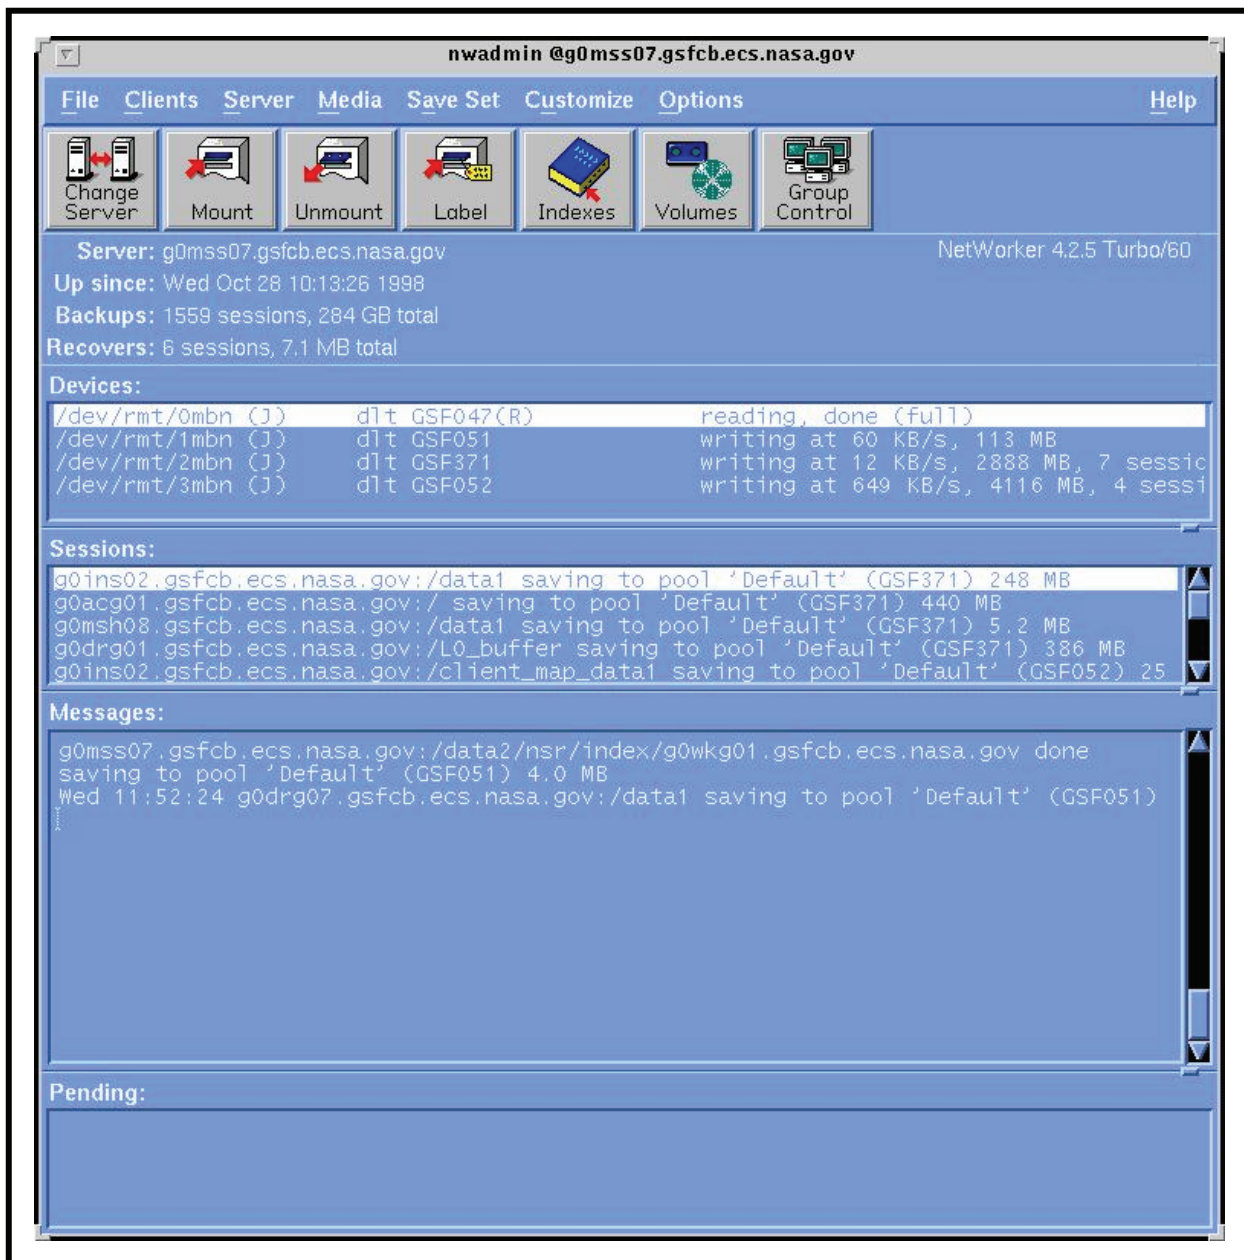 nwadmin @g0mss07.gsfcb.ecs.nasa.gov
File Clients Server Media Save Set Customize Options Help
Change Server Mount Unmount Label Indexes Volumes Group Control
Server: g0mss07.gsfcb.ecs.nasa.gov NetWorker 4.2.5 Turbo/60
Up since: Wed Oct 28 10:13:26 1998
Backups: 1559 sessions, 284 GB total
Recovers: 6 sessions, 7.1 MB total
Devices:
/dev/rmt/0mbn (J) dlt GSF047(R) reading, done (full)
/dev/rmt/1mbn (J) dlt GSF051 writing at 60 KB/s, 113 MB
/dev/rmt/2mbn (J) dlt GSF371 writing at 12 KB/s, 2888 MB, 7 sessic
/dev/rmt/3mbn (J) dlt GSF052 writing at 649 KB/s, 4116 MB, 4 sessi
Sessions:
g0ins02.gsfcb.ecs.nasa.gov:/data1 saving to pool 'Default' (GSF371) 248 MB
g0acg01.gsfcb.ecs.nasa.gov:/ saving to pool 'Default' (GSF371) 440 MB
g0msh08.gsfcb.ecs.nasa.gov:/data1 saving to pool 'Default' (GSF371) 5.2 MB
g0drg01.gsfcb.ecs.nasa.gov:/L0_buffer saving to pool 'Default' (GSF371) 386 MB
g0ins02.gsfcb.ecs.nasa.gov:/client_map_data1 saving to pool 'Default' (GSF052) 25
Messages:
g0mss07.gsfcb.ecs.nasa.gov:/data2/nsr/index/g0wkg01.gsfcb.ecs.nasa.gov done
saving to pool 'Default' (GSF051) 4.0 MB
Wed 11:52:24 g0drg07.gsfcb.ecs.nasa.gov:/data1 saving to pool 'Default' (GSF051)
Pending: